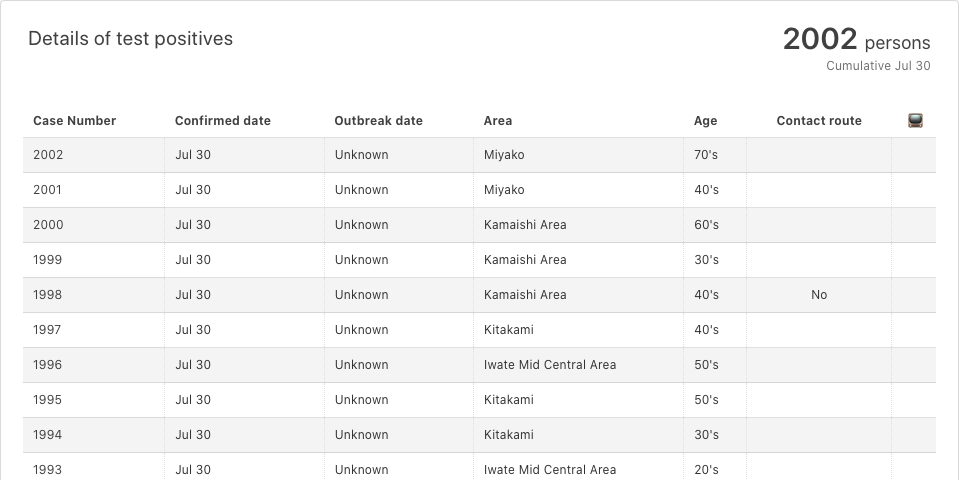 Details of test positives
2002 persons
Cumulative Jul 30
Case Number Confirmed date Outbreak date Area Age Contact route
2002 Jul 30 Unknown Miyako 70's
2001 Jul 30 Unknown Miyako 40's
2000 Jul 30 Unknown Kamaishi Area 60's
1999 Jul 30 Unknown Kamaishi Area 30's
1998 Jul 30 Unknown Kamaishi Area 40's No
1997 Jul 30 Unknown Kitakami 40's
1996 Jul 30 Unknown Iwate Mid Central Area 50's
1995 Jul 30 Unknown Kitakami 50's
1994 Jul 30 Unknown Kitakami 30's
1993 Jul 30 Unknown Iwate Mid Central Area 20's